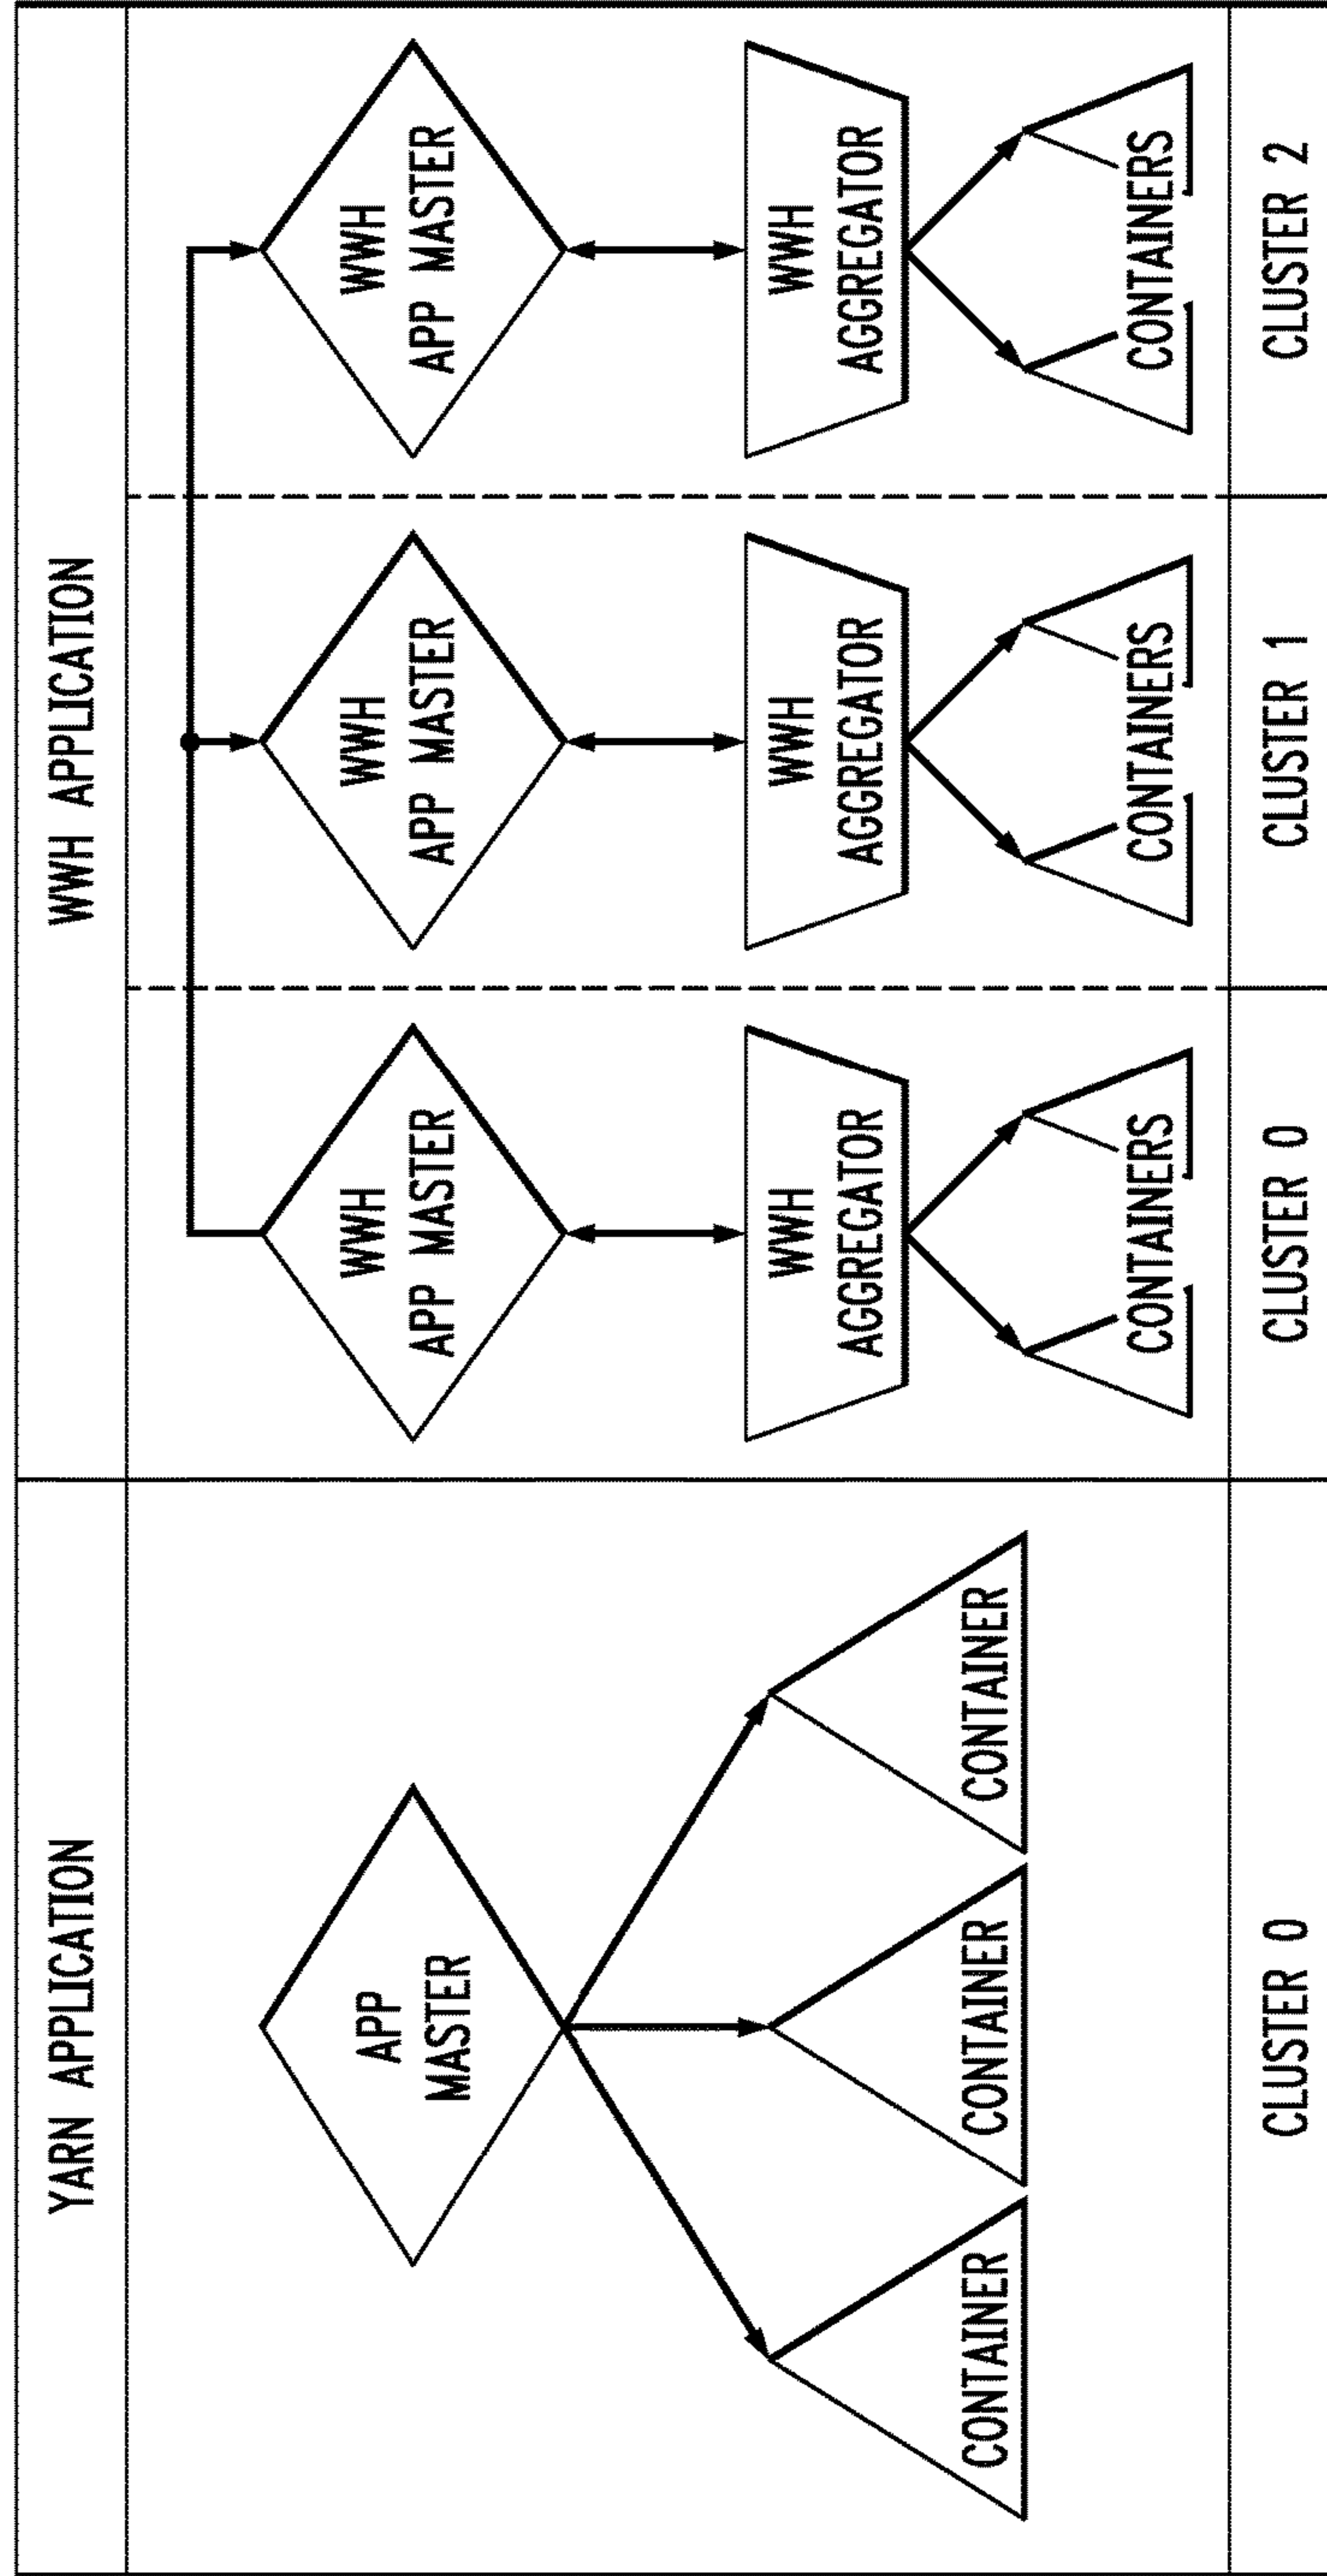 YARN APPLICATION
APP
MASTER
CONTAINER
CONTAINER
CONTAINER
CLUSTER 0
WWH APPLICATION
WWH
APP MASTER
WWH
AGGREGATOR
CONTAINERS
CLUSTER 0
WWH
APP MASTER
WWH
AGGREGATOR
CONTAINERS
CLUSTER 1
WWH
APP MASTER
WWH
AGGREGATOR
CONTAINERS
CLUSTER 2